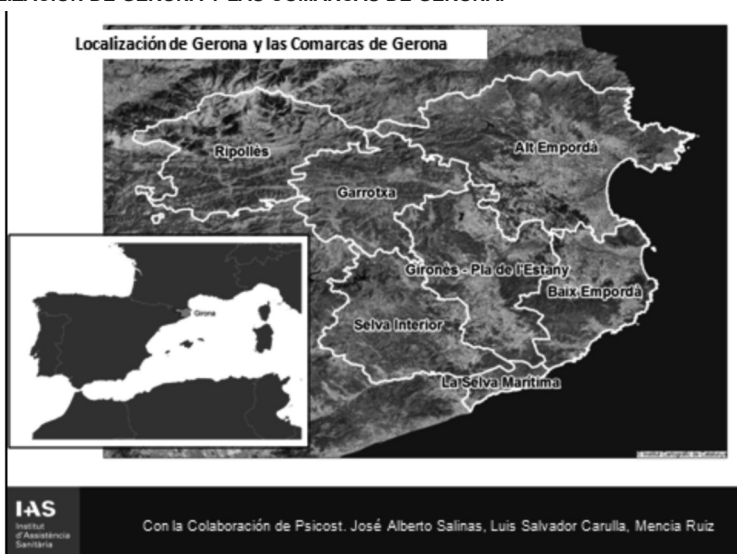 Localización de Gerona y las Comarcas de Gerona
Ripollès
Alt Empordà
Garrotxa
Gironès - Pla de l'Estany
Baix Empordà
Selva Interior
La Selva Marítima
Girona
IAS
Institut
d'Assistència
Sanitària
Con la Colaboración de Psicost. José Alberto Salinas, Luis Salvador Carulla, Mencia Ruiz